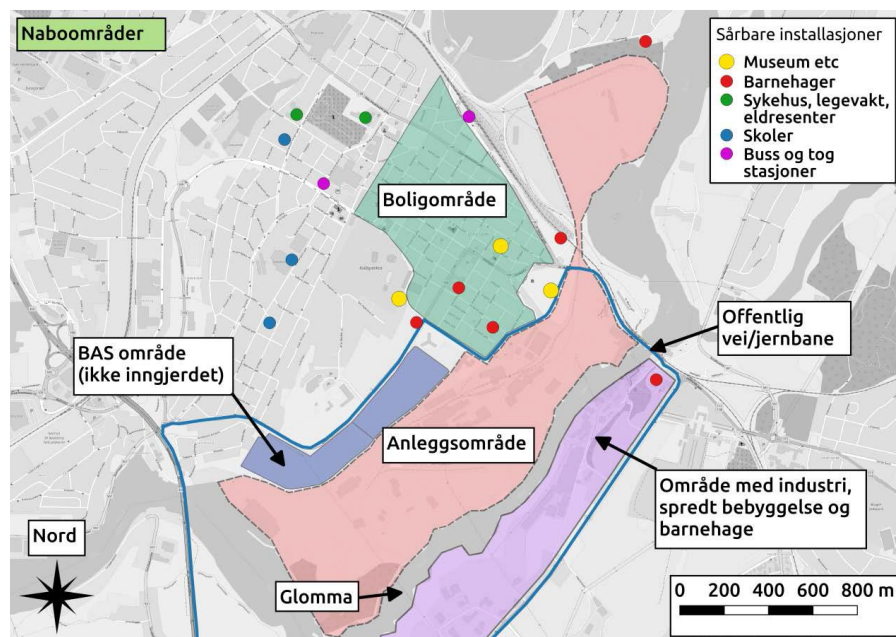 Naboområder
Sårbare installasjoner
Museum etc
Barnehager
Sykehus, legevakt,
eldresenter
Skoler
Buss og tog
stasjoner
Boligområde
Offentlig
vei/jernbane
BAS område
(ikke inngjerdet)
Anleggsområde
Område med industri,
spredt bebyggelse og
barnehage
Nord
Glomma
0 200 400 600 800 m